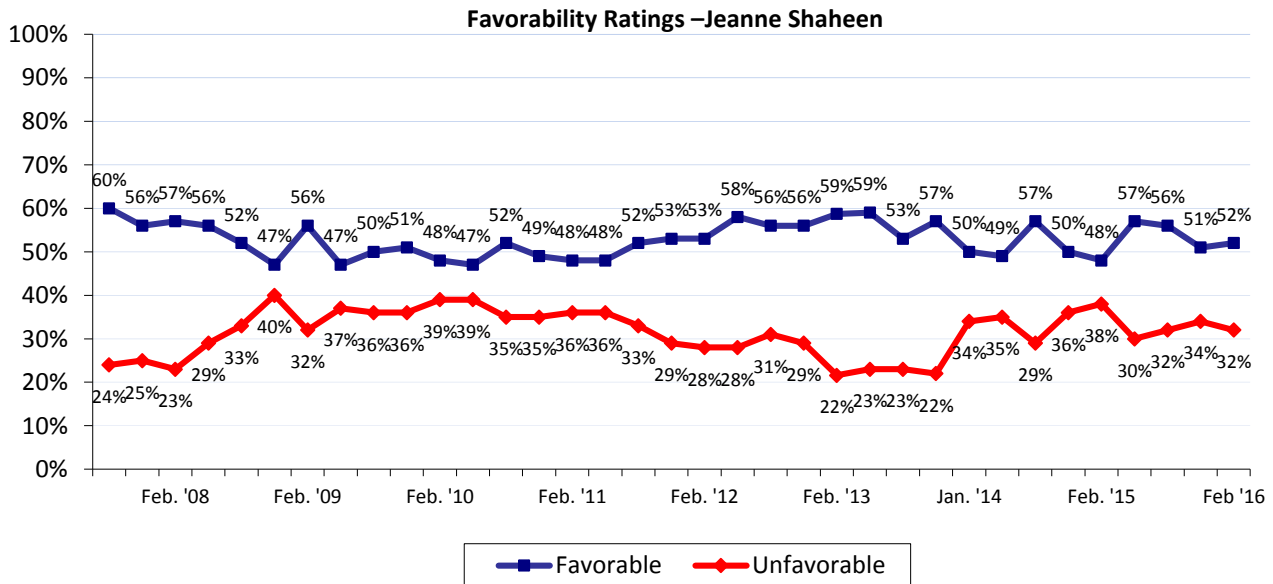 Favorability Ratings –Jeanne Shaheen
100%
90%
80%
70%
60%
50%
40%
30%
20%
10%
0%
60% 56% 57% 56% 52% 47% 56% 47% 50% 51% 48% 47% 52% 49% 48% 48% 52% 53% 53% 58% 56% 56% 59% 59% 53% 57% 50% 49% 57% 50% 48% 57% 56% 51% 52%
24% 25% 23% 29% 33% 40% 32% 37% 36% 36% 39% 39% 35% 35% 36% 36% 33% 29% 28% 28% 31% 29% 22% 23% 23% 22% 34% 35% 29% 36% 38% 30% 32% 34% 32%
Feb. '08 Feb. '09 Feb. '10 Feb. '11 Feb. '12 Feb. '13 Jan. '14 Feb. '15 Feb '16
Favorable Unfavorable